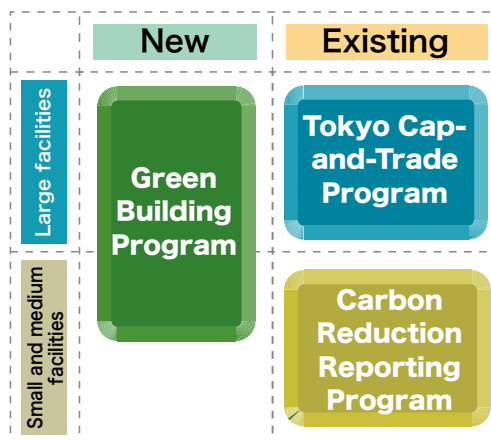 New
Existing
Large facilities
Green
Building
Program
Tokyo Cap-
and-Trade
Program
Small and medium
facilities
Carbon
Reduction
Reporting
Program